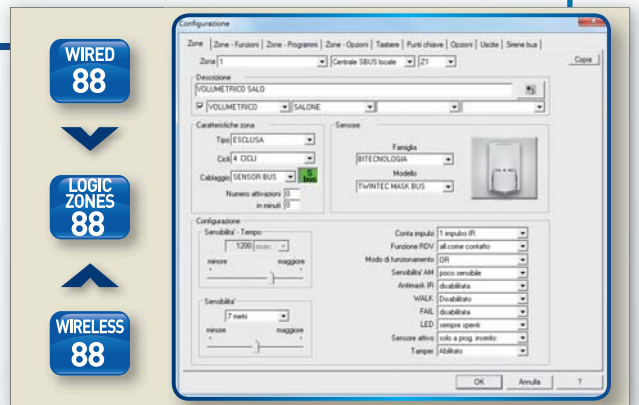 WIRED
88
LOGIC
ZONES
88
WIRELESS
88
Configurazione
Zone Zone - Funzioni Zone - Programmi Zone - Opzioni Tastiere Punti chiave Opzioni Uscite Sirene bus
Zona 1 Centrale SBUS locale Z1 Copia
Descrizione
VOLUMETRICO SALO
VOLUMETRICO SALONE
Caratteristiche zona
Tipo ESCLUSA
Cicli 4 CICLI
Cablaggio SENSOR BUS S bus
Numero attivazioni 0
in minuti 0
Sensore
Famiglia
BITECNOLOGIA
Modello
TWINTEC MASK BUS
Configurazione
Sensibilita' - Tempo
1200 msec
minore maggiore
Sensibilita'
7 metri
minore maggiore
Conta impulsi 1 impulso IR
Funzione RDV all.come contatto
Modo di funzionamento OR
Sensibilita' AM poco sensibile
Antimask IR disabilitata
WALK Disabilitato
FAIL disabilitata
LED sempre spenti
Sensore attivo solo a prog. inserito
Tamper Abilitato
OK Annulla ?